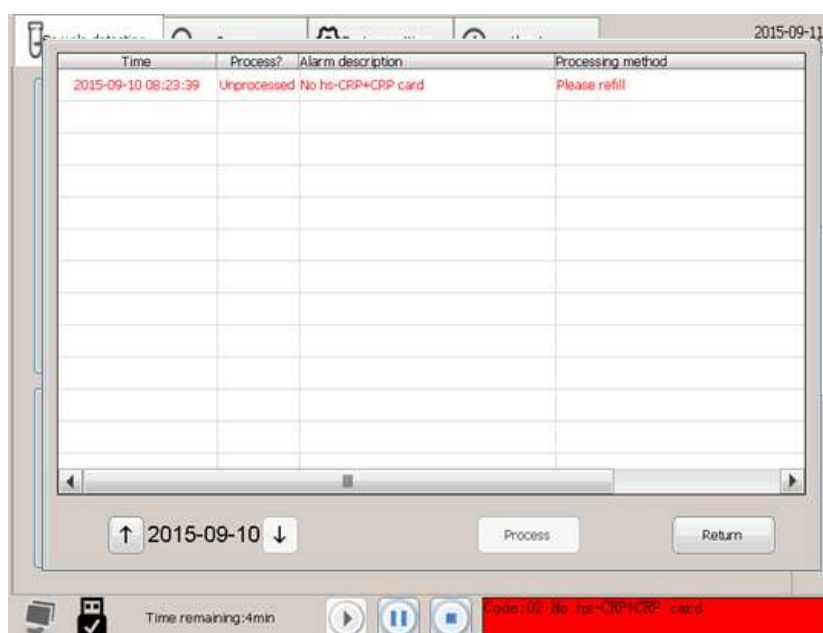 2015-09-11
Time Process? Alarm description Processing method
2015-09-10 08:23:39 Unprocessed No hs-CRP+CRP card Please refill
2015-09-10
Process Return
Time remaining:4min
Code:02 No hs-CRP+CRP card